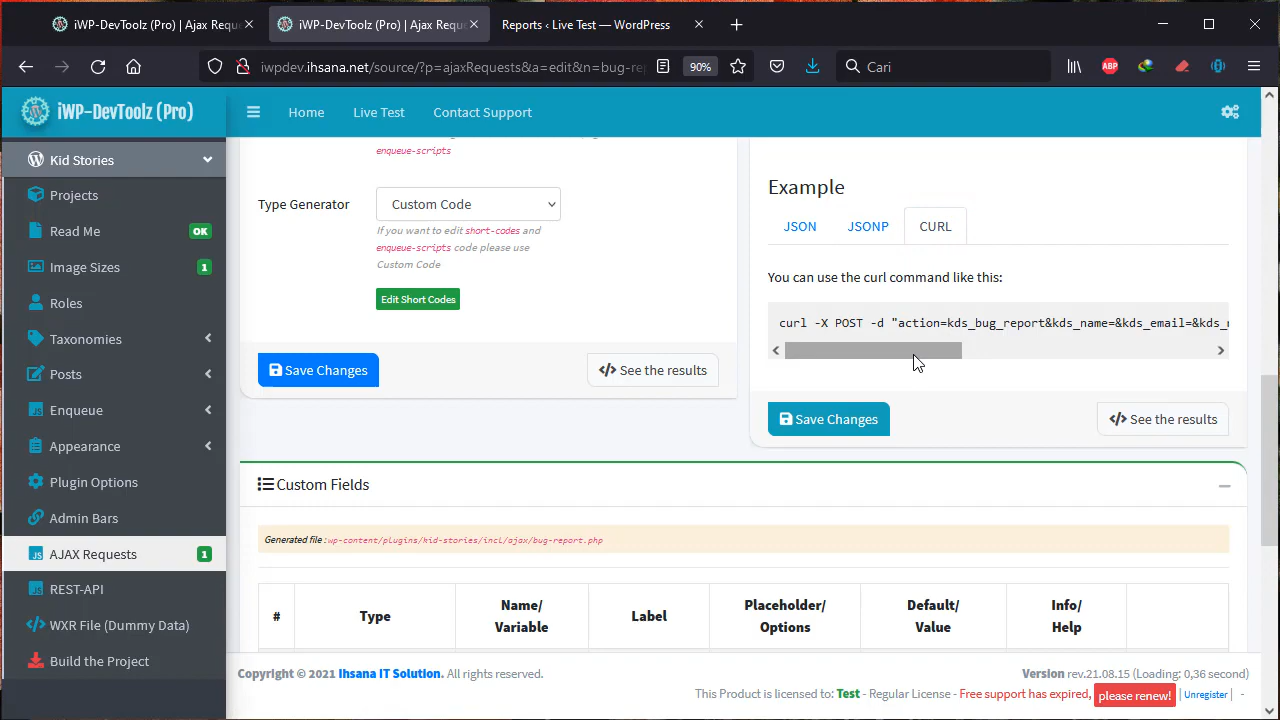 iWP-DevToolz (Pro) | Ajax Reque
iWP-DevToolz (Pro) | Ajax Reque
Reports ‹ Live Test — WordPress
iwpdev.ihsana.net/source/?p=ajaxRequests&a=edit&n=bug-re
90%
Cari
ABP
iWP-DevToolz (Pro)
Home
Live Test
Contact Support
Kid Stories
Projects
Read Me
OK
Image Sizes
1
Roles
Taxonomies
Posts
Enqueue
Appearance
Plugin Options
Admin Bars
AJAX Requests
1
REST-API
WXR File (Dummy Data)
Build the Project
enqueue-scripts
Type Generator
Custom Code
If you want to edit short-codes and
enqueue-scripts code please use
Custom Code
Edit Short Codes
Save Changes
See the results
Example
JSON
JSONP
CURL
You can use the curl command like this:
curl -X POST -d "action=kds_bug_report&kds_name=&kds_email=&kds_
Save Changes
See the results
Custom Fields
Generated file : wp-content/plugins/kid-stories/incl/ajax/bug-report.php
#
Type
Name/
Variable
Label
Placeholder/
Options
Default/
Value
Info/
Help
Copyright © 2021 Ihsana IT Solution. All rights reserved.
Version rev.21.08.15 (Loading: 0,36 second)
This Product is licensed to: Test - Regular License - Free support has expired, please renew! | Unregister | -